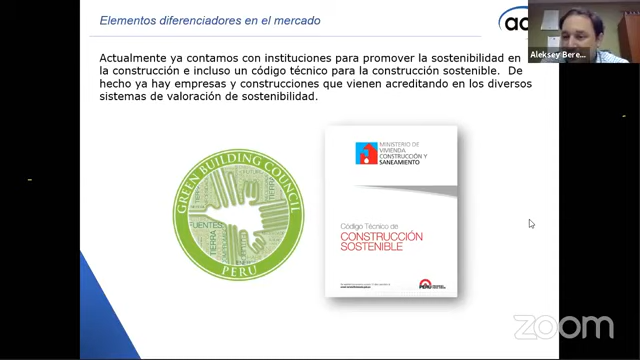 Elementos diferenciadores en el mercado
Aleksey Bere...
Actualmente ya contamos con instituciones para promover la sostenibilidad en
la construcción e incluso un código técnico para la construcción sostenible. De
hecho ya hay empresas y construcciones que vienen acreditando en los diversos
sistemas de valoración de sostenibilidad.
GREEN BUILDING COUNCIL
FUENTES
TIERRA
PERU
MINISTERIO DE
VIVIENDA
CONSTRUCCIÓN Y
SANEAMIENTO
Código Técnico de
CONSTRUCCIÓN
SOSTENIBLE
PERÚ
zoom